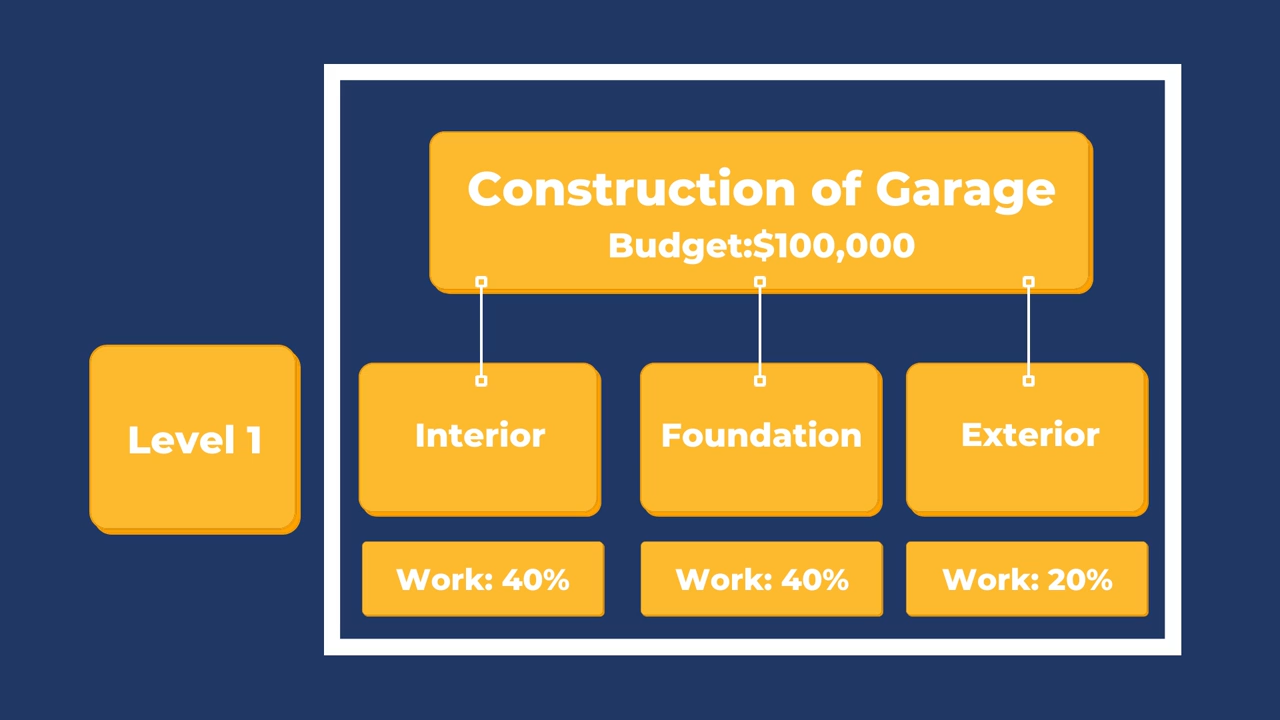 Construction of Garage
Budget:$100,000
Level 1
Interior
Foundation
Exterior
Work: 40%
Work: 40%
Work: 20%